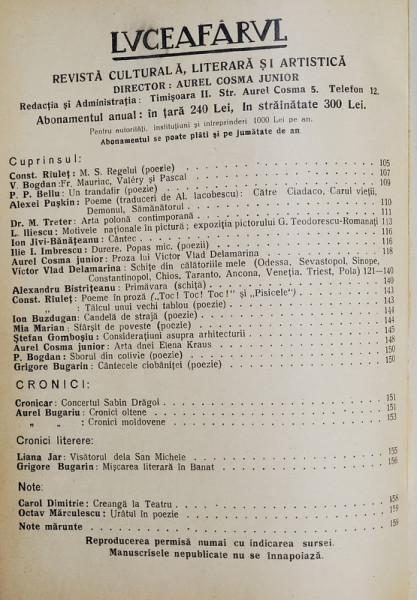 LVCEAFĂRVL
REVISTĂ CULTURALĂ, LITERARĂ ȘI ARTISTICĂ
DIRECTOR: AUREL COSMA JUNIOR
Redacția și Administrația: Timișoara II. Str. Aurel Cosma 5. Telefon 12.
Abonamentul anual: în țară 240 Lei, în străinătate 300 Lei.
Pentru autorități, instituțiuni și intreprinderi 1000 Lei pe an.
Abonamentul se poate plăti și pe jumătate de an
Cuprinsul:
Const. Rîuleț: M. S. Regelui (poezie) 105
V. Bogdan: Fr. Mauriac, Valéry și Pascal 107
P. P. Bellu: Un trandafir (poezie) 109
Alexei Pușkin: Poeme (traduceri de Al. Iacobescu): Către Ciadaco, Carul vieții,
Demonul, Sămănătorul 110
Dr. M. Treter: Arta polonă contimporană 111
L. Iliescu: Motivele naționale în pictura; expoziția pictorului G. Teodorescu-Romanați 113
Ion Jivi-Bănățeanu: Cântec 116
Ilie I. Imbrescu: Durere. Popas mic. (poezii) 116
Aurel Cosma junior: Proza lui Victor Vlad Delamarina 118
Victor Vlad Delamarina: Schițe din călătoriile mele (Odessa, Sevastopol, Sinope,
Constantinopol, Chios, Taranto, Ancona, Veneția, Triest, Pola) 121—140
Alexandru Bistrițeanu: Primăvara (schiță) 140
Const. Rîuleț: Poeme în proză („Toc! Toc! Toc!" și „Pisicele") 141
„ „ Tâlcul unui vechi tablou (poezie) 143
Ion Buzdugan: Candelă de strajă (poezie) 144
Mia Marian: Sfârșit de poveste (poezie) 144
Ștefan Gomboșiu: Considerațiuni asupra arhitecturii 145
Aurel Cosma junior: Arta dnei Elena Kraus 148
P. Bogdan: Sborul din colivie (poezie) 150
Grigore Bugarin: Cântecele ciobăniței (poezie) 150
CRONICI:
Cronicar: Concertul Sabin Drăgoi 151
Aurel Bugariu: Cronici oltene 151
„ „ : Cronici moldovene 153
Cronici literere:
Liana Jar: Visătorul dela San Michele 155
Grigore Bugarin: Mișcarea literară în Banat 156
Note:
Carol Dimitrie: Creangă la Teatru 158
Octav Mărculescu: Urâtul în poezie 159
Note mărunte 159
Reproducerea permisă numai cu indicarea sursei.
Manuscrisele nepublicate nu se înnapoiază.